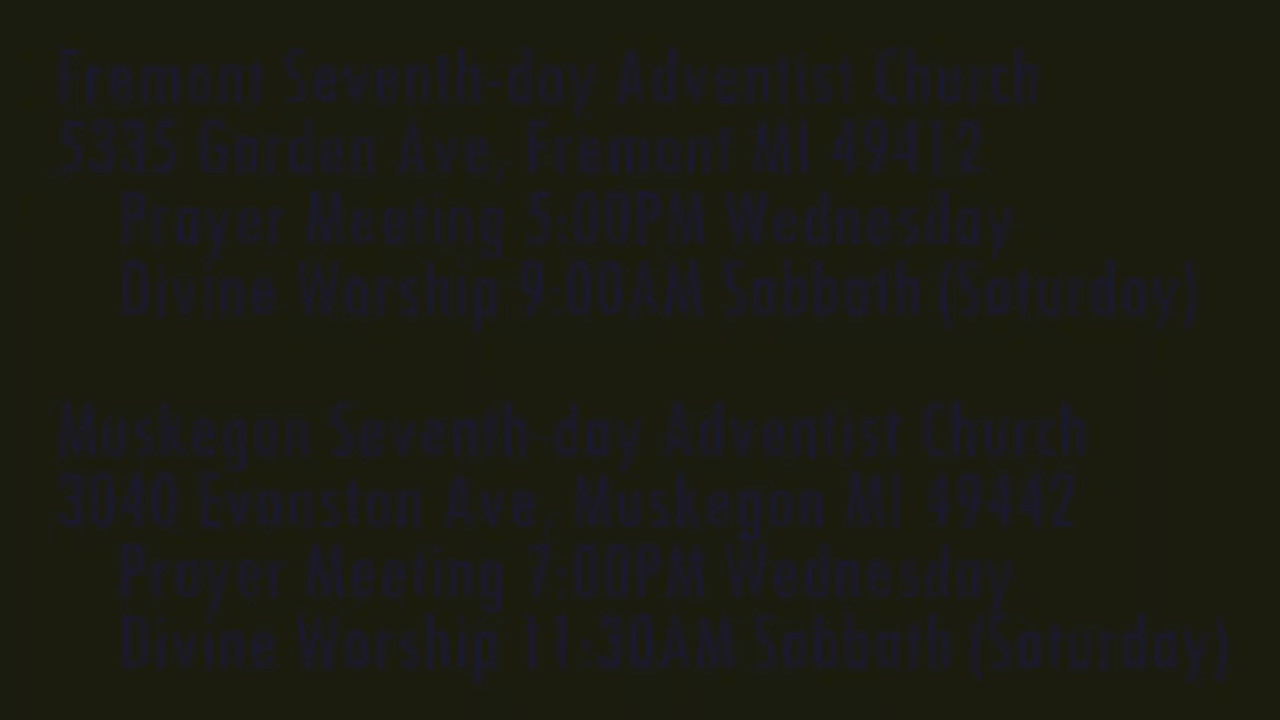 Fremont Seventh-day Adventist Church
5335 Gordon Ave, Fremont MI 49412
Prayer Meeting 5:00PM Wednesday
Divine Worship 9:00AM Sabbath (Saturday)
Muskegon Seventh-day Adventist Church
3040 Evanston Ave, Muskegon MI 49442
Prayer Meeting 7:00PM Wednesday
Divine Worship 11:30AM Sabbath (Saturday)